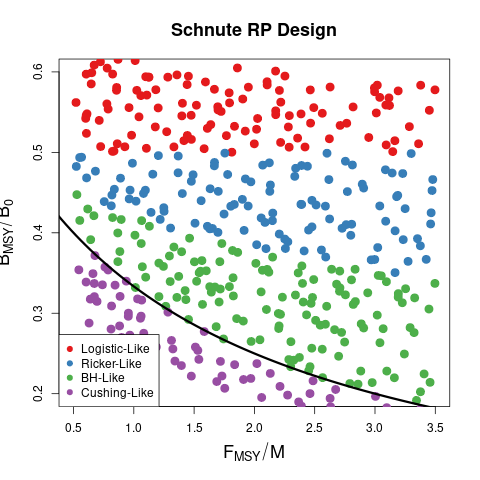 Schnute RP Design
B_MSY/B_0
0.6
0.5
0.4
0.3
0.2
Logistic-Like
Ricker-Like
BH-Like
Cushing-Like
0.5 1.0 1.5 2.0 2.5 3.0 3.5
F_MSY/M